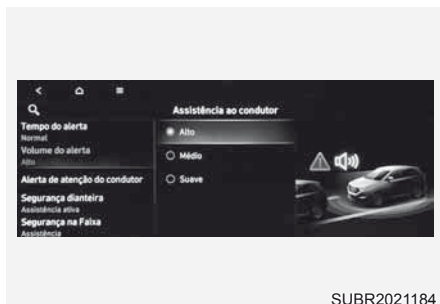 Assistência ao condutor
Tempo do alerta
Normal
Volume do alerta
Alto
Alerta de atenção do condutor
Segurança dianteira
Assistência ativa
Segurança na Faixa
Assistência
Alto
Médio
Suave
SUBR2021184